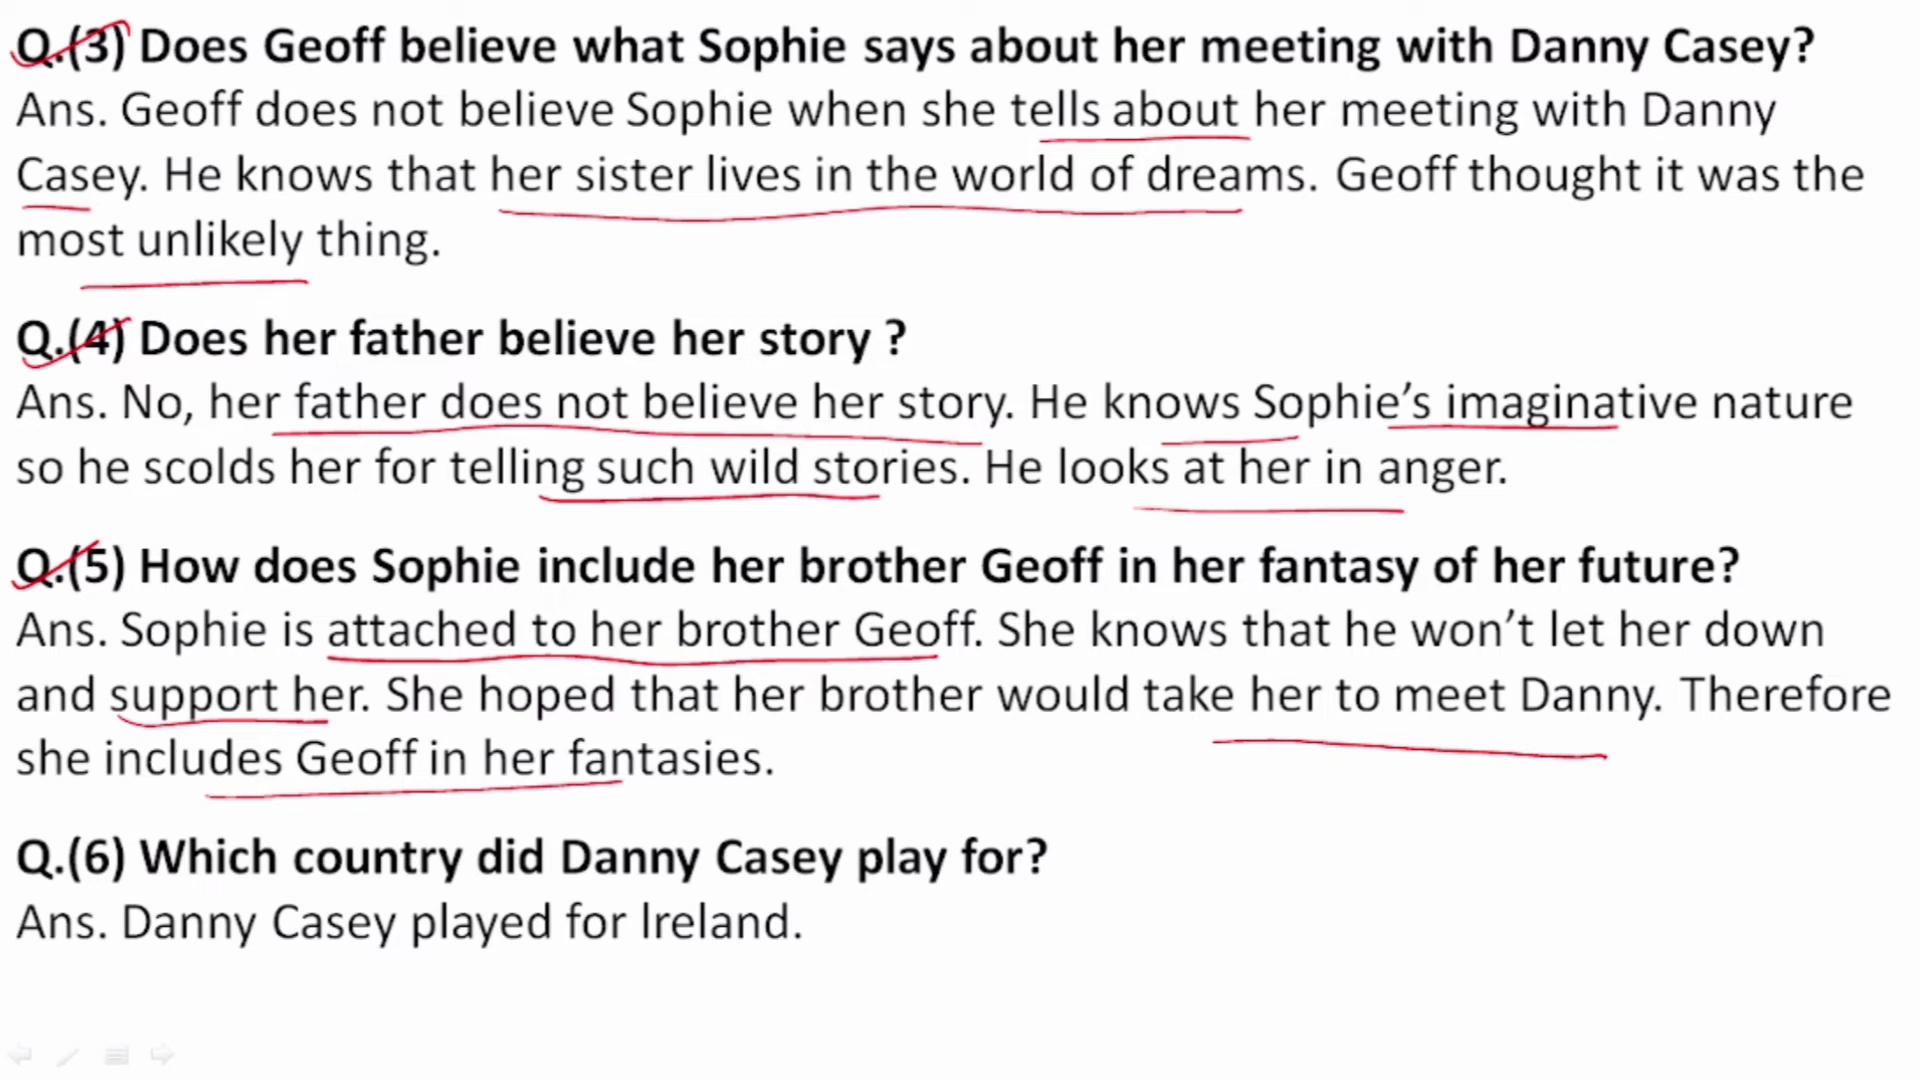 Q.(3) Does Geoff believe what Sophie says about her meeting with Danny Casey?
Ans. Geoff does not believe Sophie when she tells about her meeting with Danny
Casey. He knows that her sister lives in the world of dreams. Geoff thought it was the
most unlikely thing.
Q.(4) Does her father believe her story ?
Ans. No, her father does not believe her story. He knows Sophie’s imaginative nature
so he scolds her for telling such wild stories. He looks at her in anger.
Q.(5) How does Sophie include her brother Geoff in her fantasy of her future?
Ans. Sophie is attached to her brother Geoff. She knows that he won’t let her down
and support her. She hoped that her brother would take her to meet Danny. Therefore
she includes Geoff in her fantasies.
Q.(6) Which country did Danny Casey play for?
Ans. Danny Casey played for Ireland.